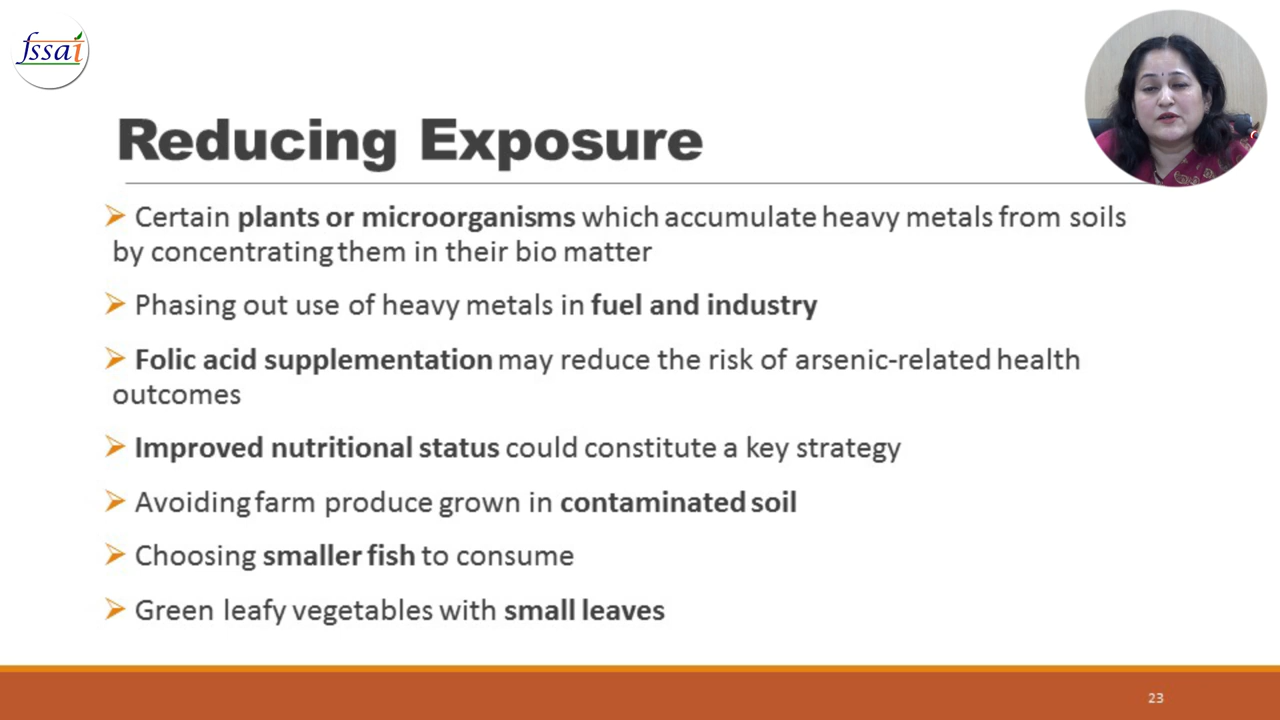 fssai
Reducing Exposure
➢ Certain plants or microorganisms which accumulate heavy metals from soils
by concentrating them in their bio matter
➢ Phasing out use of heavy metals in fuel and industry
➢ Folic acid supplementation may reduce the risk of arsenic-related health
outcomes
➢ Improved nutritional status could constitute a key strategy
➢ Avoiding farm produce grown in contaminated soil
➢ Choosing smaller fish to consume
➢ Green leafy vegetables with small leaves
23